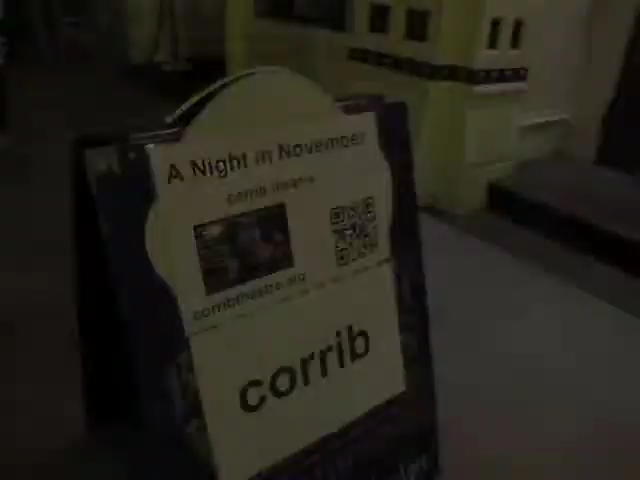 A Night in November
corrib theatre
corribtheatre.org
corrib